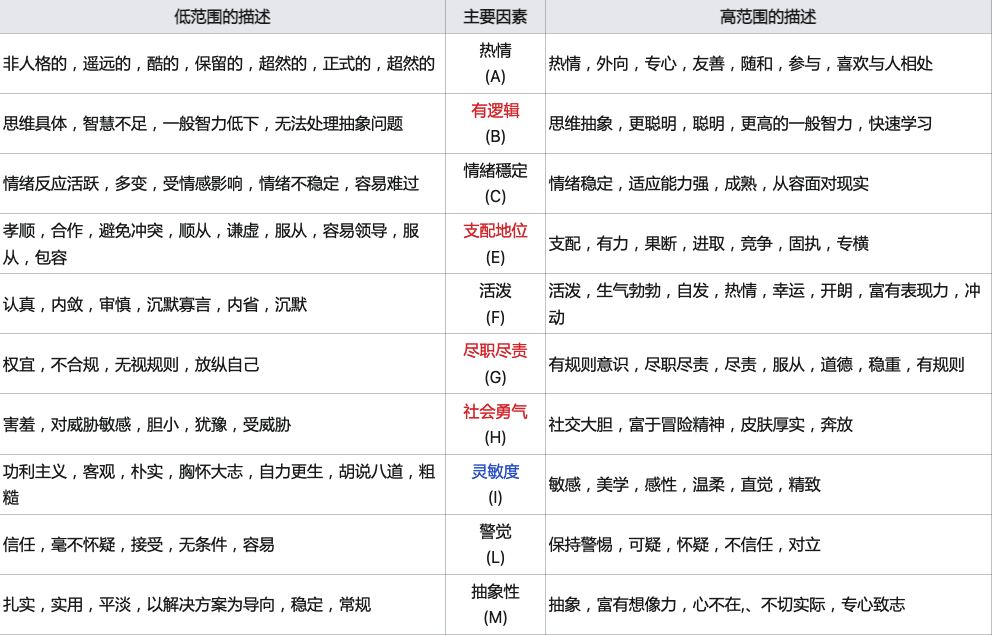 低范围的描述 主要因素 高范围的描述
非人格的，遥远的，酷的，保留的，超然的，正式的，超然的
热情
(A)
热情，外向，专心，友善，随和，参与，喜欢与人相处
思维具体，智慧不足，一般智力低下，无法处理抽象问题
有逻辑
(B)
思维抽象，更聪明，聪明，更高的一般智力，快速学习
情绪反应活跃，多变，受情感影响，情绪不稳定，容易难过
情緒穩定
(C)
情绪稳定，适应能力强，成熟，从容面对现实
孝顺，合作，避免冲突，顺从，谦虚，服从，容易领导，服
从，包容
支配地位
(E)
支配，有力，果断，进取，竞争，固执，专横
认真，内敛，审慎，沉默寡言，内省，沉默
活泼
(F)
活泼，生气勃勃，自发，热情，幸运，开朗，富有表现力，冲
动
权宜，不合规，无视规则，放纵自己
尽职尽责
(G)
有规则意识，尽职尽责，尽责，服从，道德，稳重，有规则
害羞，对威胁敏感，胆小，犹豫，受威胁
社会勇气
(H)
社交大胆，富于冒险精神，皮肤厚实，奔放
功利主义，客观，朴实，胸怀大志，自力更生，胡说八道，粗
糙
灵敏度
(I)
敏感，美学，感性，温柔，直觉，精致
信任，毫不怀疑，接受，无条件，容易
警觉
(L)
保持警惕，可疑，怀疑，不信任，对立
扎实，实用，平淡，以解决方案为导向，稳定，常规
抽象性
(M)
抽象，富有想像力，心不在,、不切实际，专心致志